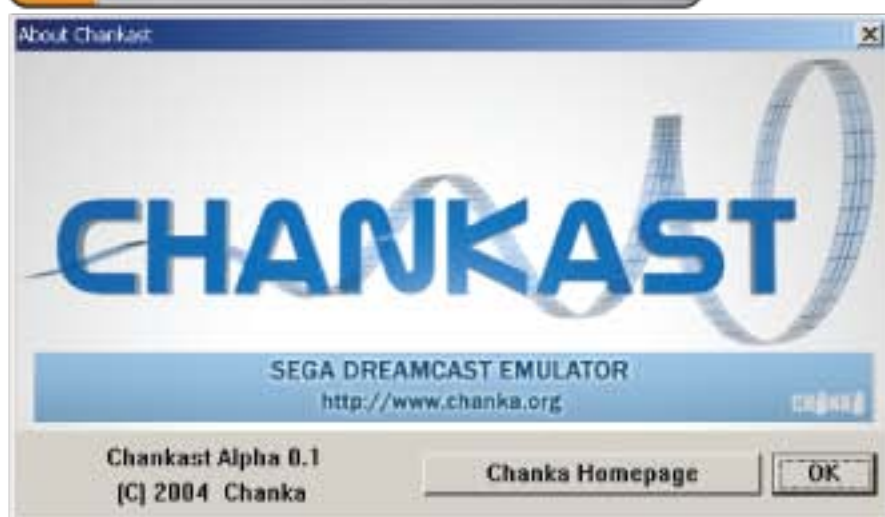 About Chankast
CHANKAST
SEGA DREAMCAST EMULATOR
http://www.chanka.org
CHANKA
Chankast Alpha 0.1
(C) 2004 Chanka
Chanka Homepage
OK